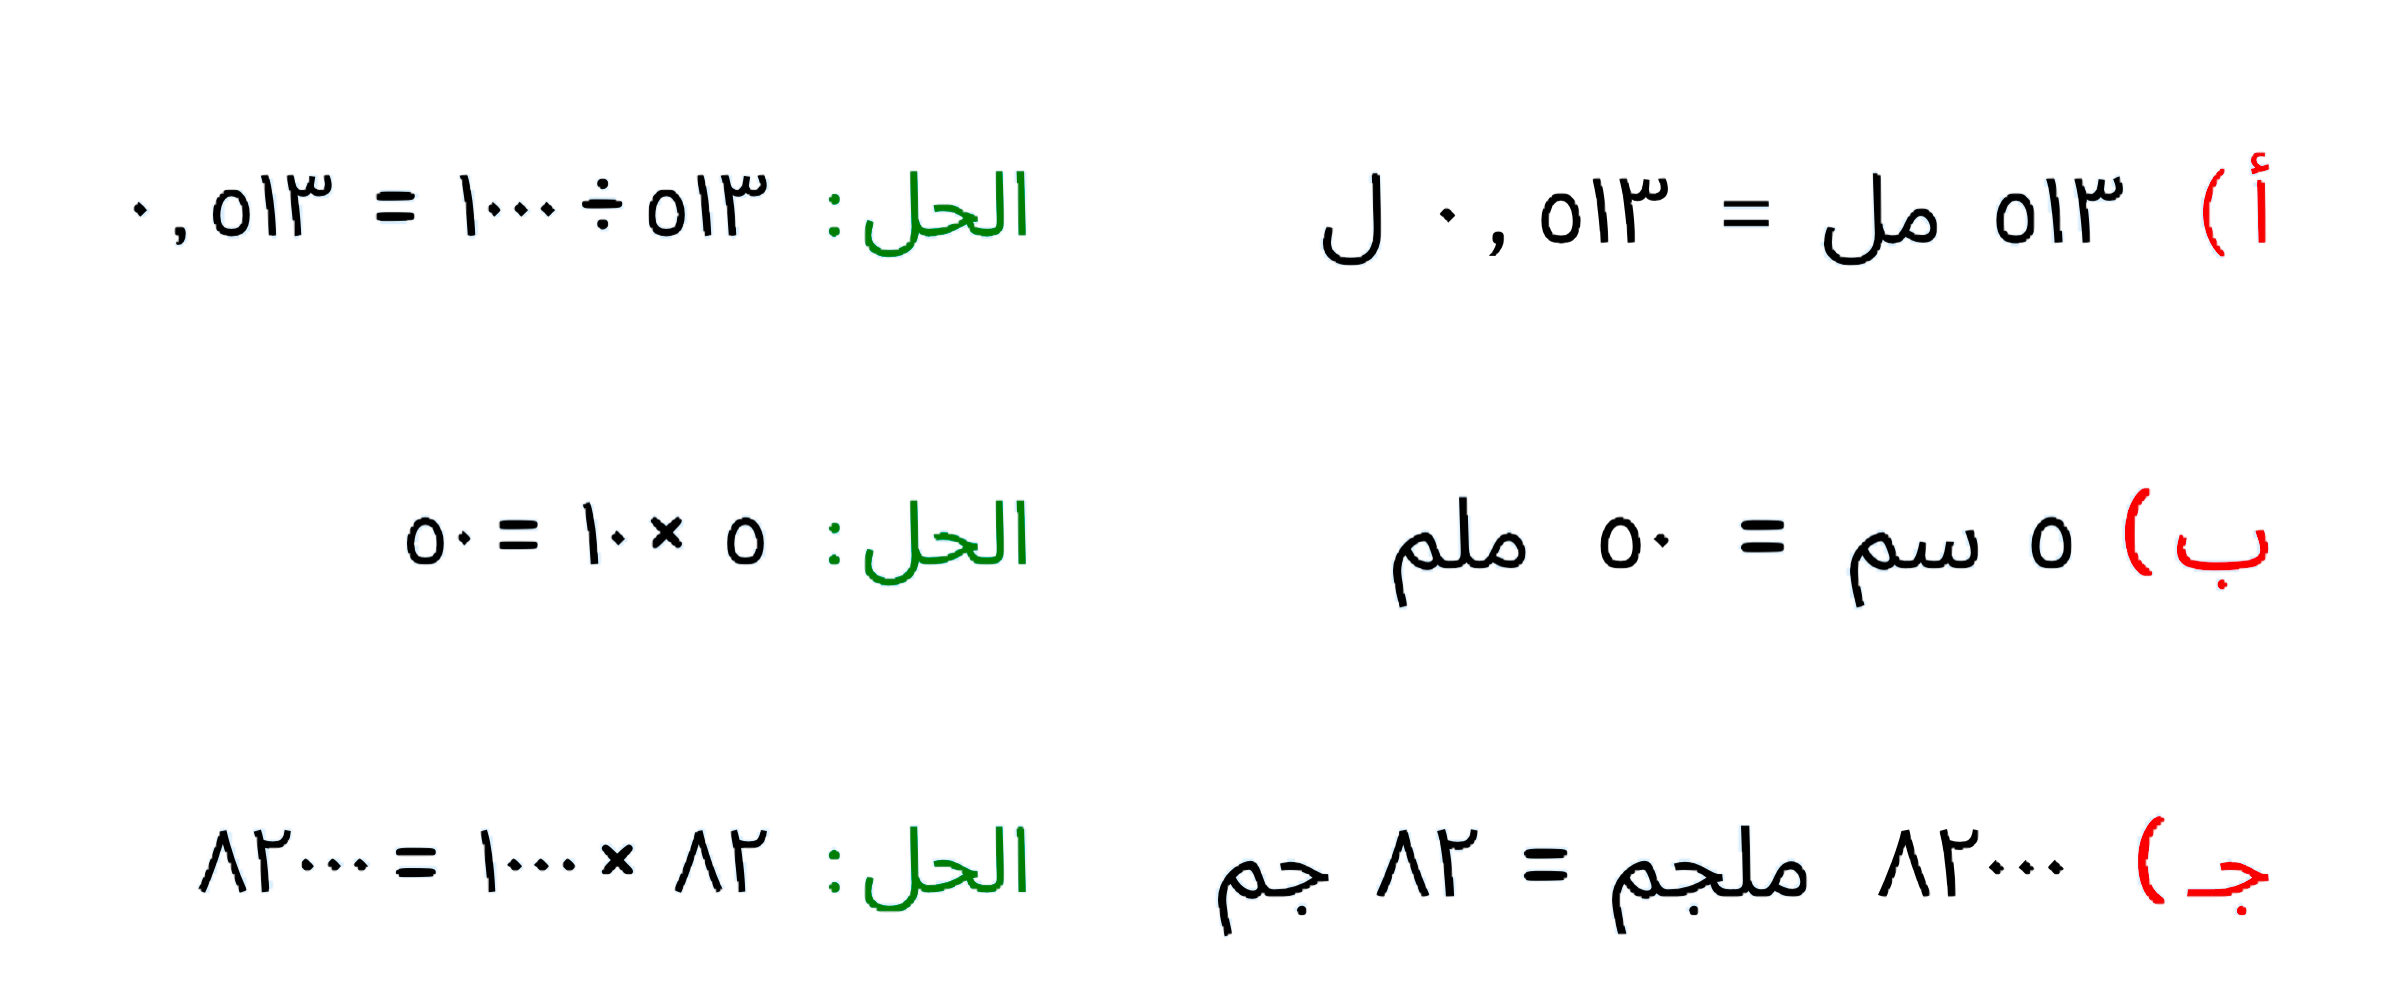 أ) ٥١٣ مل = ٠,٥١٣ ل الحل: ٥١٣ ÷ ١٠٠٠ = ٠,٥١٣
ب) ٥ سم = ٥٠ ملم الحل: ٥ × ١٠ = ٥٠
جـ) ٨٢٠٠٠ ملجم = ٨٢ جم الحل: ٨٢ × ١٠٠٠ = ٨٢٠٠٠